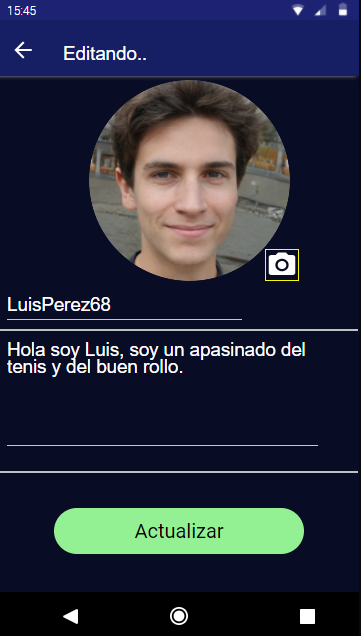 15:45
Editando..
LuisPerez68
Hola soy Luis, soy un apasinado del
tenis y del buen rollo.
Actualizar